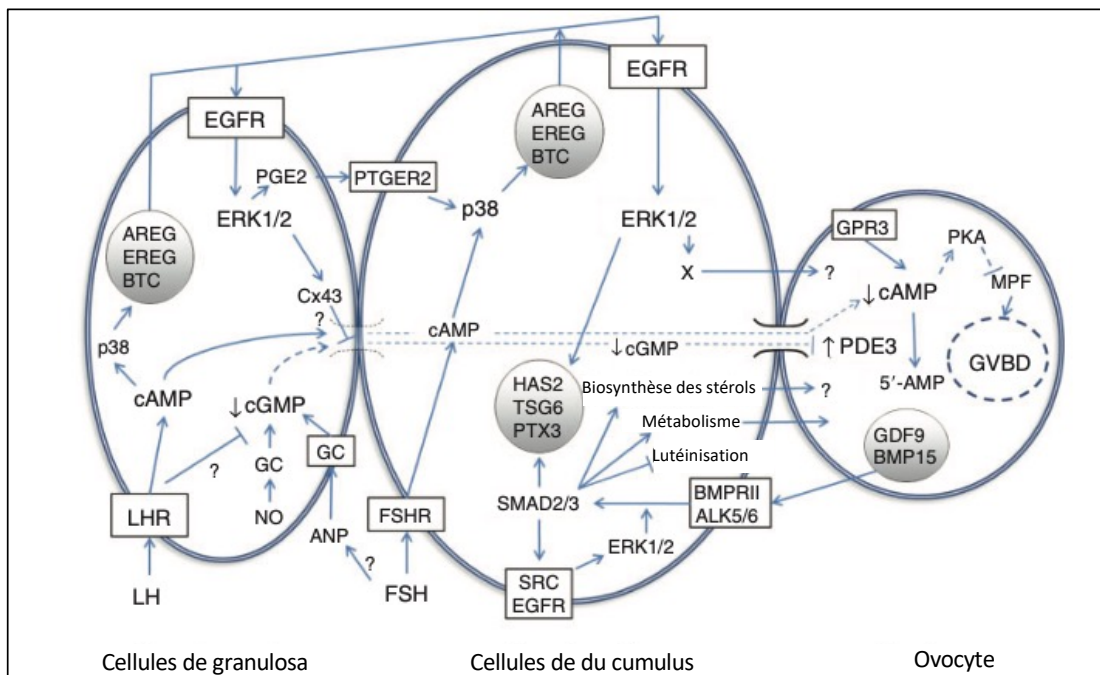 EGFR
AREG
EREG
BTC
EGFR
PGE2
PTGER2
p38
ERK1/2
ERK1/2
AREG
EREG
BTC
GPR3
PKA
X
?
MPF
Cx43
?
↓cAMP
p38
cAMP
↓cGMP
↑PDE3
GVBD
cAMP
↓cGMP
HAS2
TSG6
PTX3
Biosynthèse des stérols
?
5'-AMP
Métabolisme
GC
Lutéinisation
GDF9
BMP15
?
GC
LHR
NO
ANP
FSHR
SMAD2/3
BMPRII
ALK5/6
?
ERK1/2
LH
FSH
SRC
EGFR
Cellules de granulosa
Cellules de du cumulus
Ovocyte